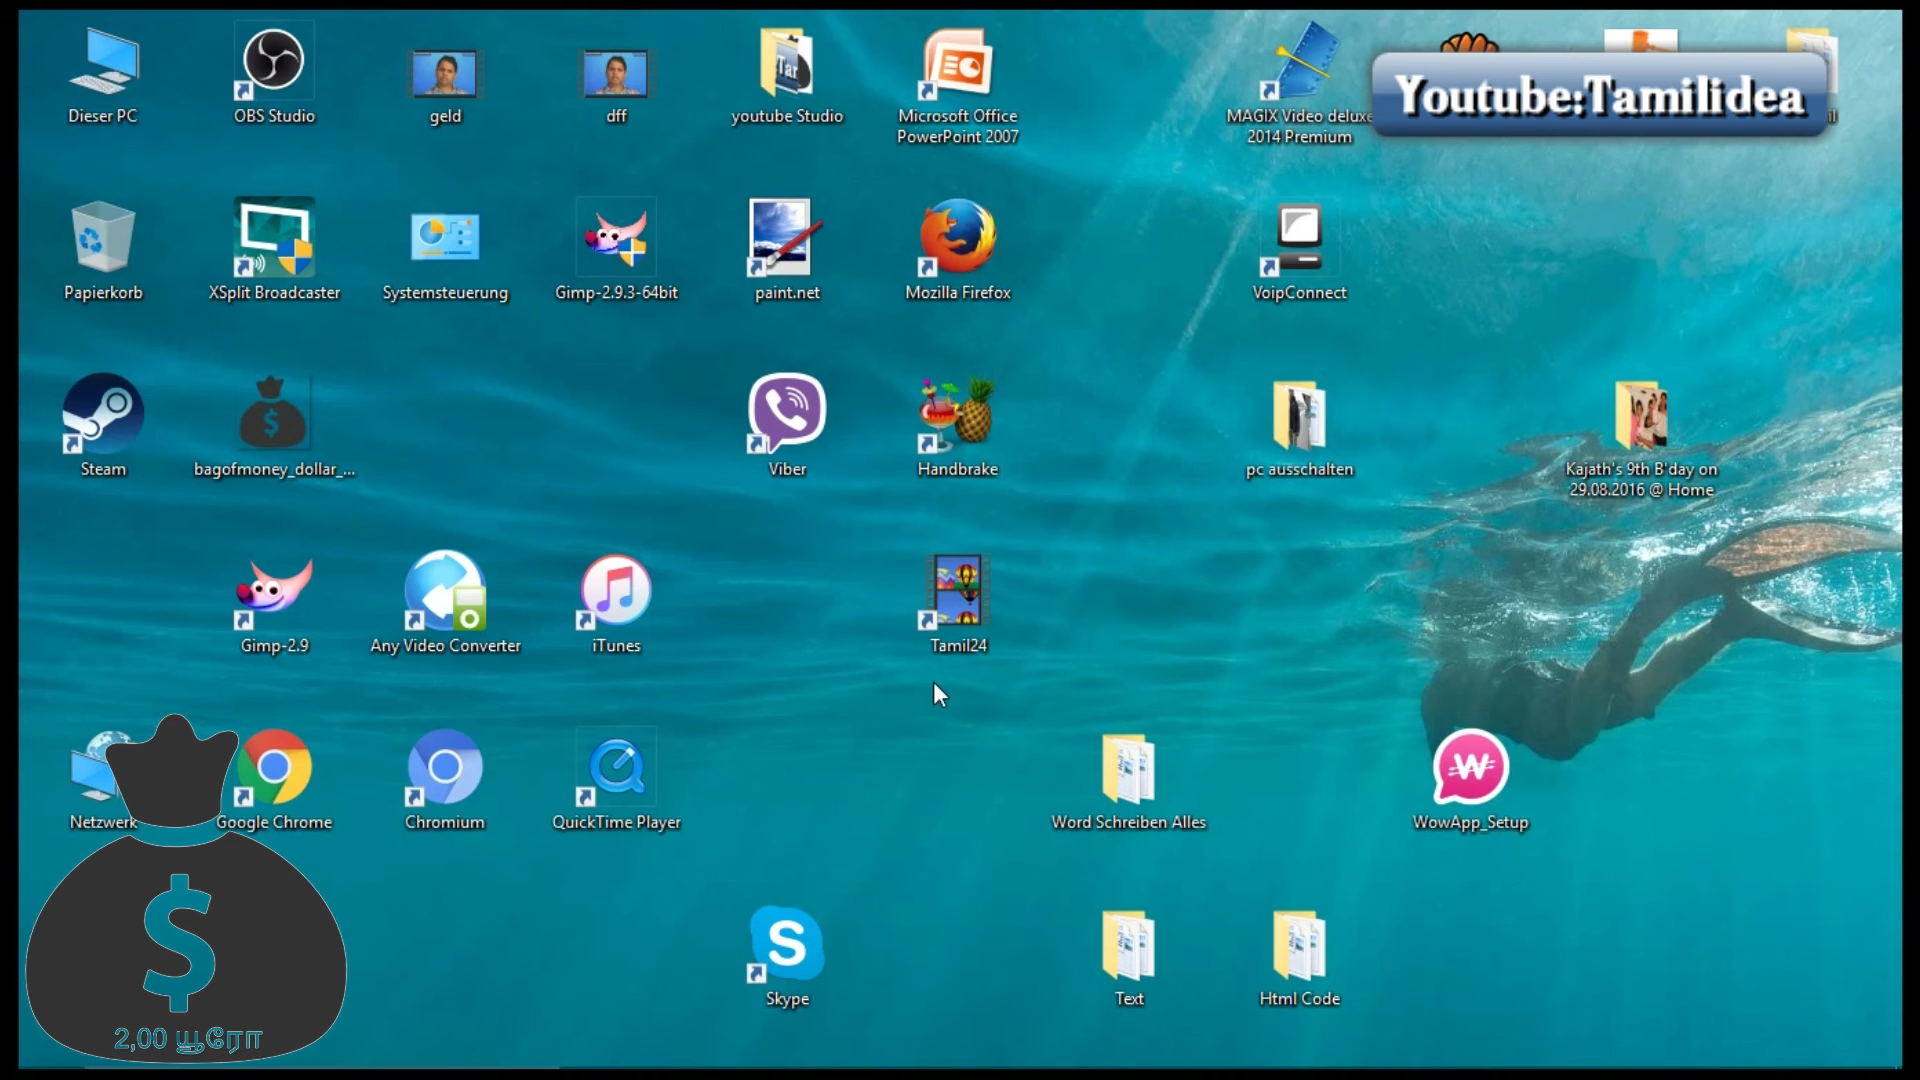 Dieser PC
OBS Studio
geld
dff
youtube Studio
Microsoft Office
PowerPoint 2007
MAGIX Video deluxe
2014 Premium
Youtube:Tamilidea
Papierkorb
XSplit Broadcaster
Systemsteuerung
Gimp-2.9.3-64bit
paint.net
Mozilla Firefox
VoipConnect
Steam
bagofmoney_dollar_...
Viber
Handbrake
pc ausschalten
Kajath's 9th B'day on
29.08.2016 @ Home
Gimp-2.9
Any Video Converter
iTunes
Tamil24
Netzwerk
Google Chrome
Chromium
QuickTime Player
Word Schreiben Alles
WowApp_Setup
Skype
Text
Html Code
$
2,00 யூரோ